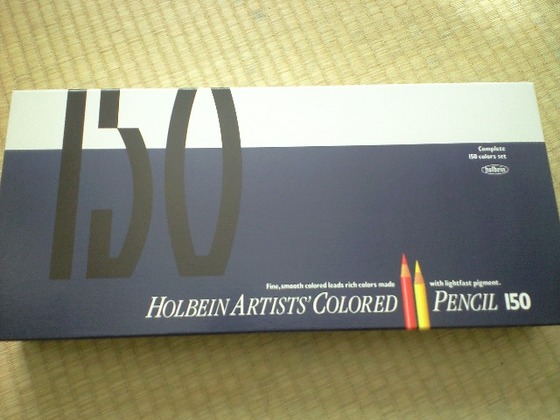 150
Complete
150 colors set
holbein
Fine, smooth colored leads rich colors made with lightfast pigment.
HOLBEIN ARTISTS' COLORED PENCIL 150